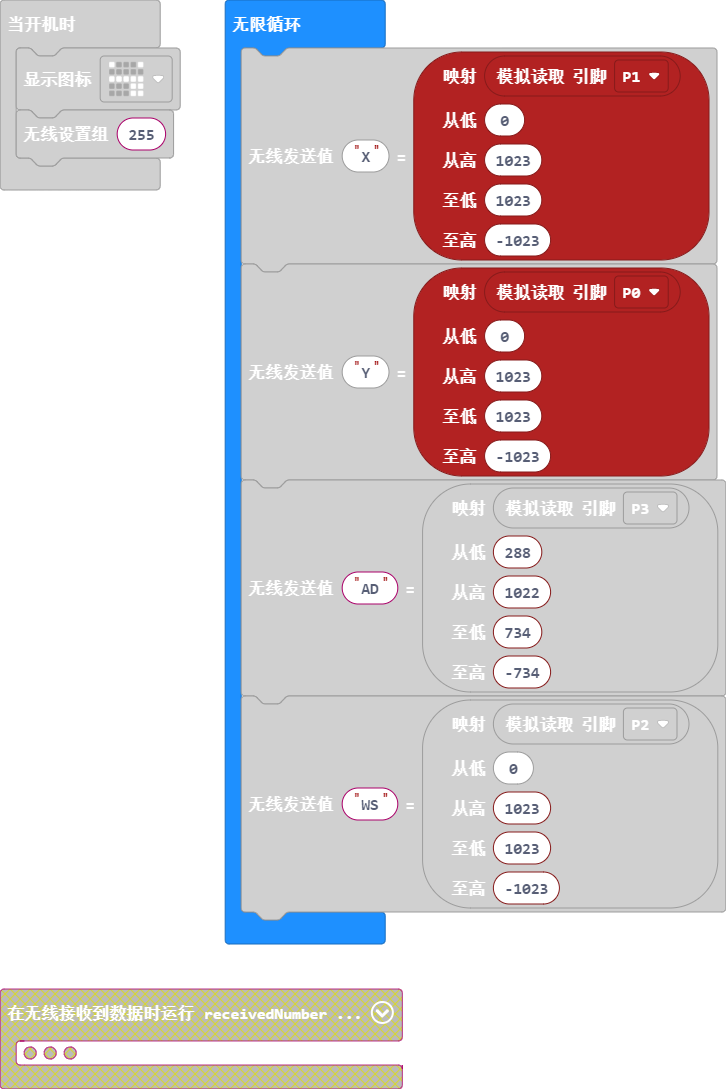 当开机时
显示图标
无线设置组 255
无限循环
无线发送值 "X" =
映射 模拟读取 引脚 P1
从低 0
从高 1023
至低 1023
至高 -1023
无线发送值 "Y" =
映射 模拟读取 引脚 P0
从低 0
从高 1023
至低 1023
至高 -1023
无线发送值 "AD" =
映射 模拟读取 引脚 P3
从低 288
从高 1022
至低 734
至高 -734
无线发送值 "WS" =
映射 模拟读取 引脚 P2
从低 0
从高 1023
至低 1023
至高 -1023
在无线接收到数据时运行 receivedNumber ...